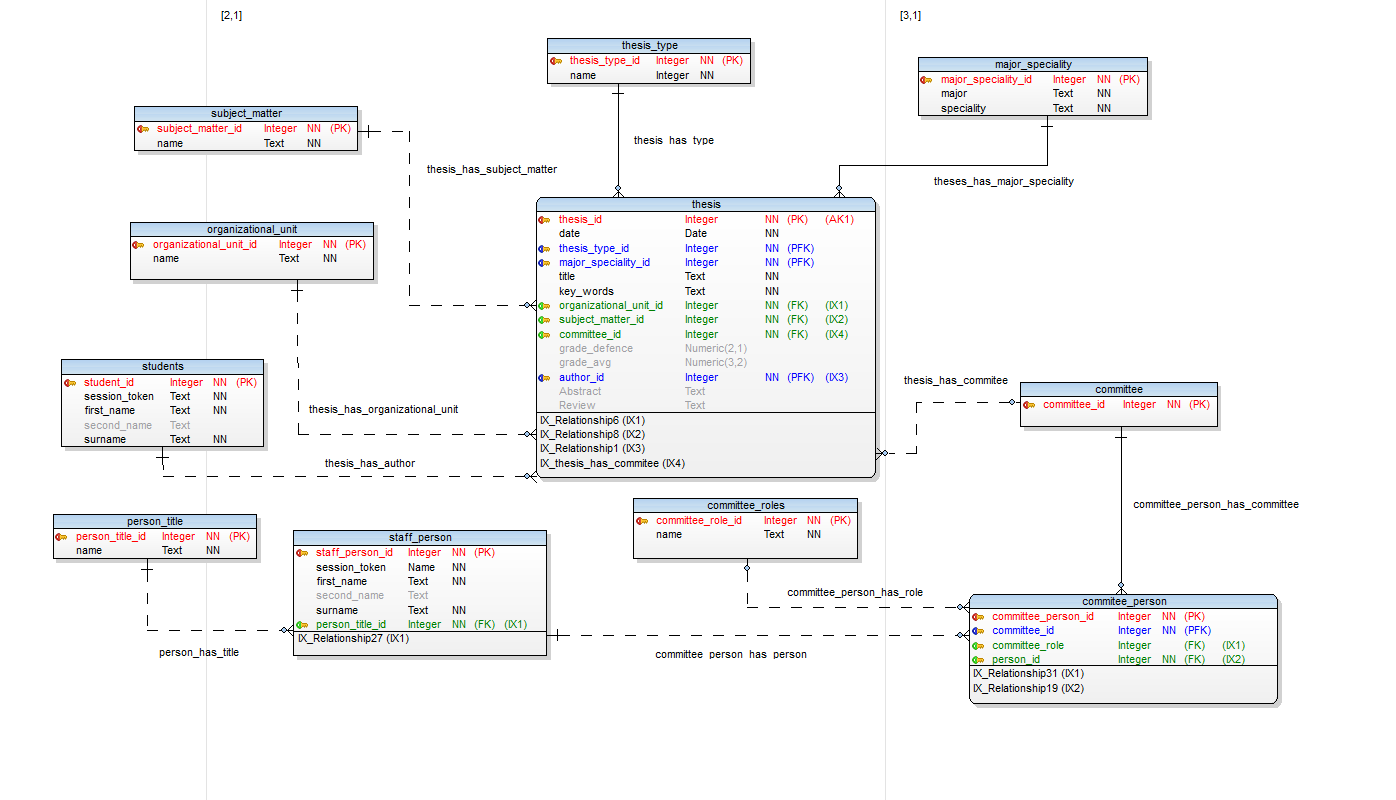 [2,1]
[3,1]
thesis_type
thesis_type_id Integer NN (PK)
name Integer NN
major_speciality
major_speciality_id Integer NN (PK)
major Text NN
speciality Text NN
subject_matter
subject_matter_id Integer NN (PK)
name Text NN
thesis_has_type
thesis_has_subject_matter
theses_has_major_speciality
organizational_unit
organizational_unit_id Integer NN (PK)
name Text NN
thesis
thesis_id Integer NN (PK) (AK1)
date Date NN
thesis_type_id Integer NN (PFK)
major_speciality_id Integer NN (PFK)
title Text NN
key_words Text NN
organizational_unit_id Integer NN (FK) (IX1)
subject_matter_id Integer NN (FK) (IX2)
committee_id Integer NN (FK) (IX4)
grade_defence Numeric(2,1)
grade_avg Numeric(3,2)
author_id Integer NN (PFK) (IX3)
Abstract Text
Review Text
IX_Relationship6 (IX1)
IX_Relationship8 (IX2)
IX_Relationship1 (IX3)
IX_thesis_has_commitee (IX4)
students
student_id Integer NN (PK)
session_token Text NN
first_name Text NN
second_name Text
surname Text NN
thesis_has_organizational_unit
thesis_has_author
thesis_has_commitee
committee
committee_id Integer NN (PK)
person_title
person_title_id Integer NN (PK)
name Text NN
staff_person
staff_person_id Integer NN (PK)
session_token Name NN
first_name Text NN
second_name Text
surname Text NN
person_title_id Integer NN (FK) (IX1)
IX_Relationship27 (IX1)
person_has_title
committee_roles
committee_role_id Integer NN (PK)
name Text NN
committee_person_has_committee
committee_person_has_role
committee_person_has_person
commitee_person
committee_person_id Integer NN (PK)
committee_id Integer NN (PFK)
committee_role Integer (FK) (IX1)
person_id Integer NN (FK) (IX2)
IX_Relationship31 (IX1)
IX_Relationship19 (IX2)